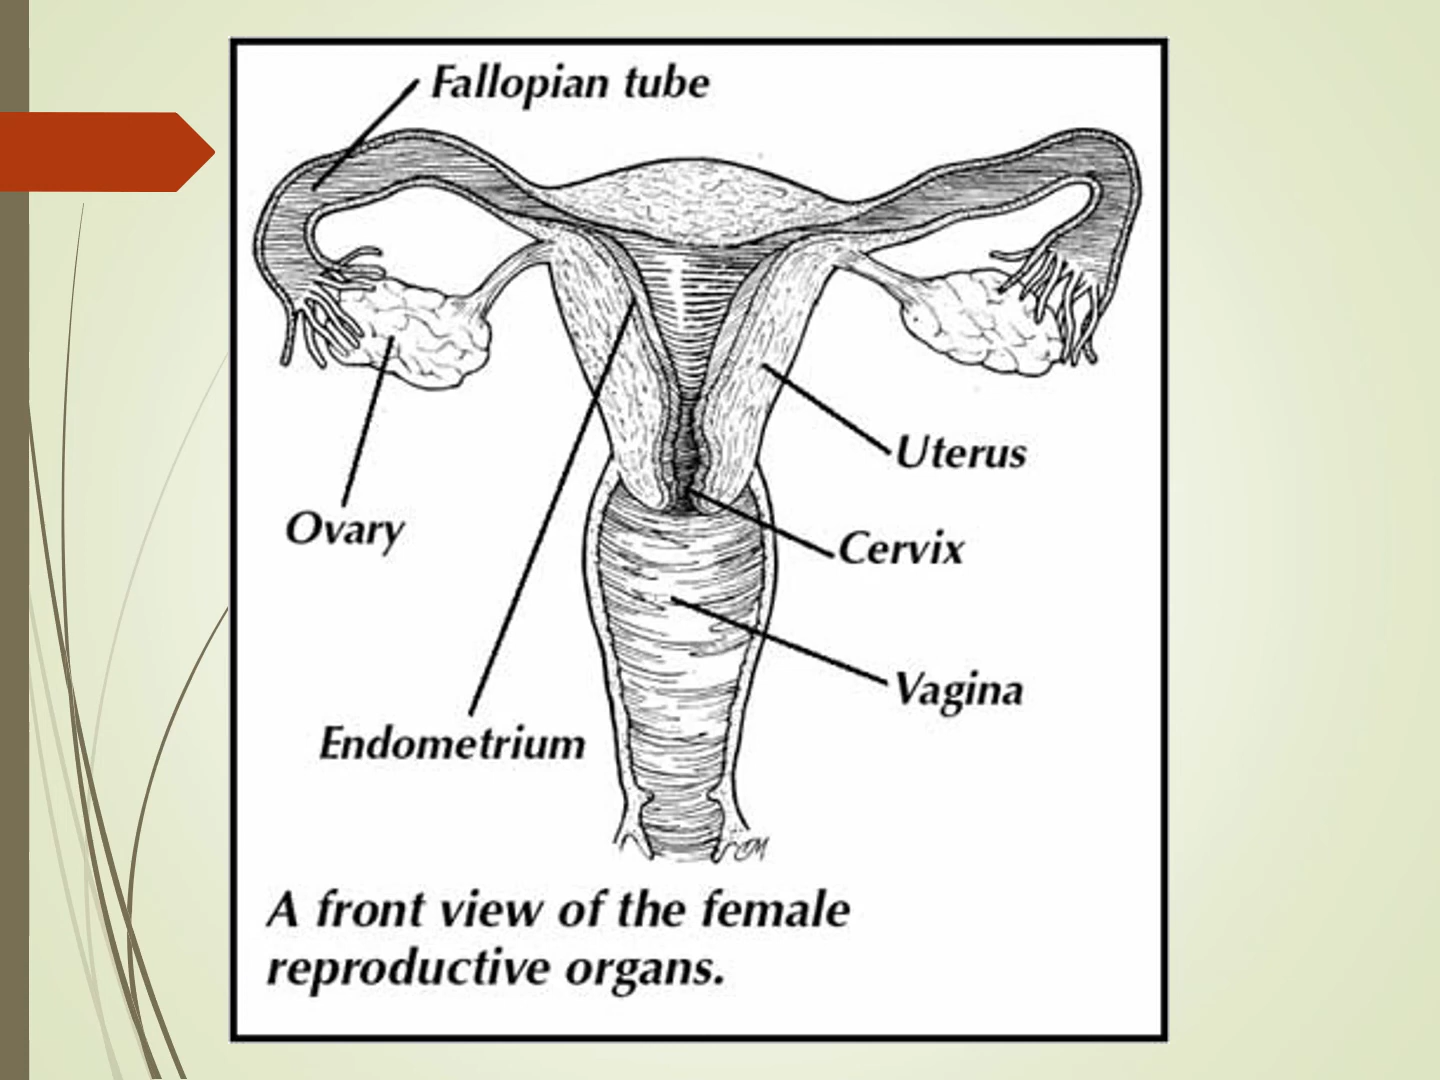 Fallopian tube
Uterus
Ovary
Cervix
Vagina
Endometrium
A front view of the female
reproductive organs.